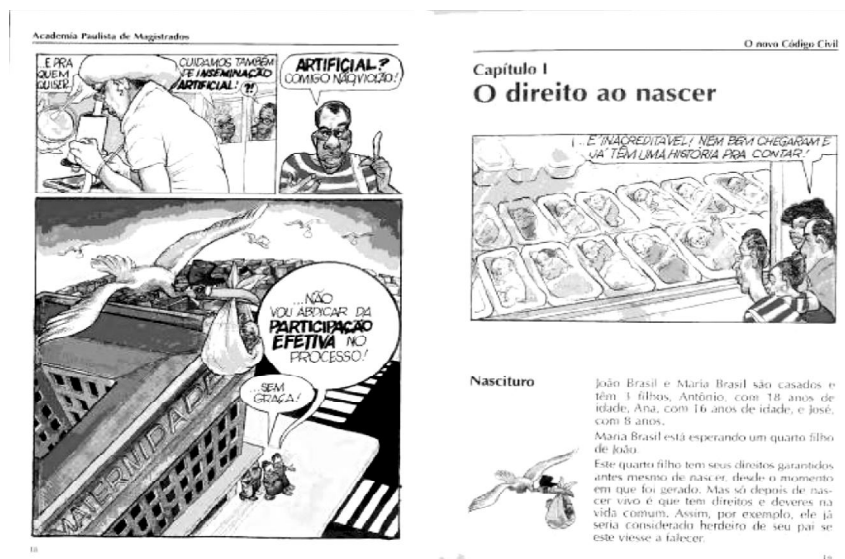 Academia Paulista de Magistrados
...E PRA
QUEM
QUISER
CUIDAMOS TAMBÉM
DE INSEMINAÇÃO
ARTIFICIAL!
?!
ARTIFICIAL?
COMIGO NÃO, VIOLÃO!
...NÃO
VOU ABDICAR DA
PARTICIPAÇÃO
EFETIVA NO
PROCESSO!
...SEM
GRAÇA!
MATERNIDADE
18
O novo Código Civil
Capítulo I
O direito ao nascer
...É INACREDITÁVEL! NEM BEM CHEGARAM E
JÁ TÊM UMA HISTÓRIA PRA CONTAR!
Nascituro
João Brasil e Maria Brasil são casados e
têm 3 filhos, Antônio, com 18 anos de
idade, Ana, com 16 anos de idade, e José,
com 8 anos.
Maria Brasil está esperando um quarto filho
de João.
Este quarto filho tem seus direitos garantidos
antes mesmo de nascer, desde o momento
em que foi gerado. Mas só depois de nas-
cer vivo é que tem direitos e deveres na
vida comum. Assim, por exemplo, ele já
seria considerado herdeiro de seu pai se
este viesse a falecer.